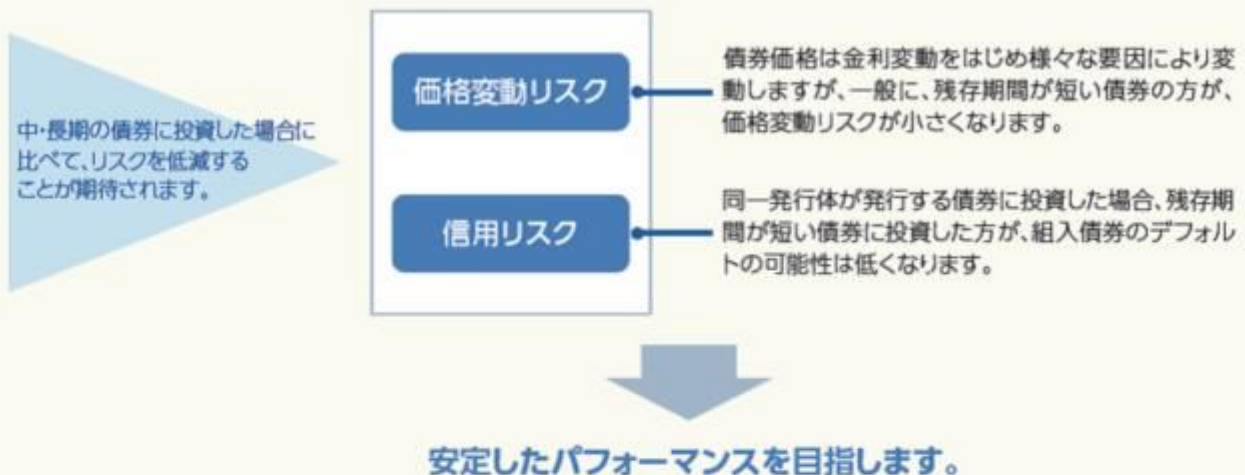 中・長期の債券に投資した場合に
比べて、リスクを低減する
ことが期待されます。
価格変動リスク
債券価格は金利変動をはじめ様々な要因により変
動しますが、一般に、残存期間が短い債券の方が、
価格変動リスクが小さくなります。
信用リスク
同一発行体が発行する債券に投資した場合、残存期
間が短い債券に投資した方が、組入債券のデフォル
トの可能性は低くなります。
安定したパフォーマンスを目指します。